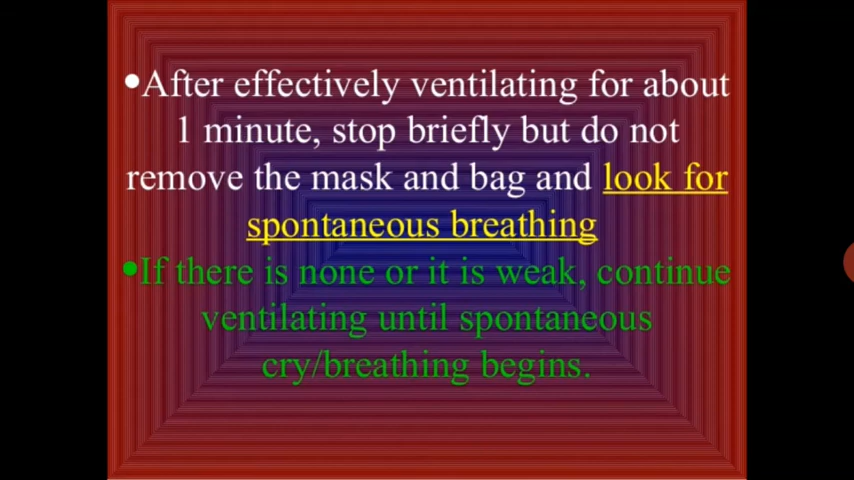 •After effectively ventilating for about
1 minute, stop briefly but do not
remove the mask and bag and look for
spontaneous breathing
•If there is none or it is weak, continue
ventilating until spontaneous
cry/breathing begins.